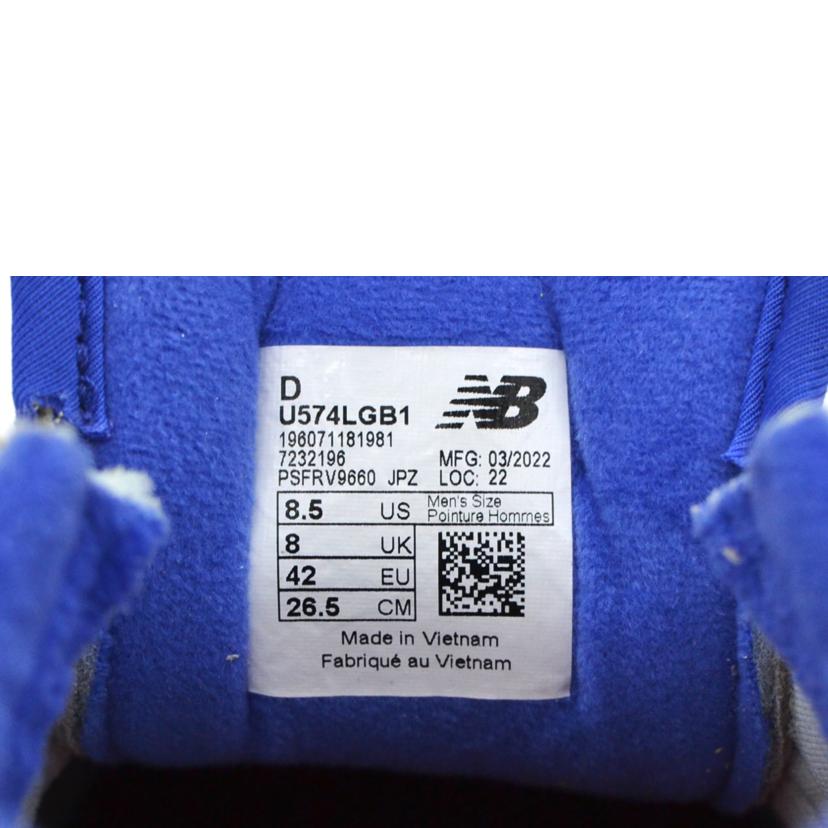 D
U574LGB1
NB
196071181981
7232196
MFG: 03/2022
PSFRV9660 JPZ
LOC: 22
8.5 US
Men's Size
Pointure Hommes
8 UK
42 EU
26.5 CM
Made in Vietnam
Fabriqué au Vietnam